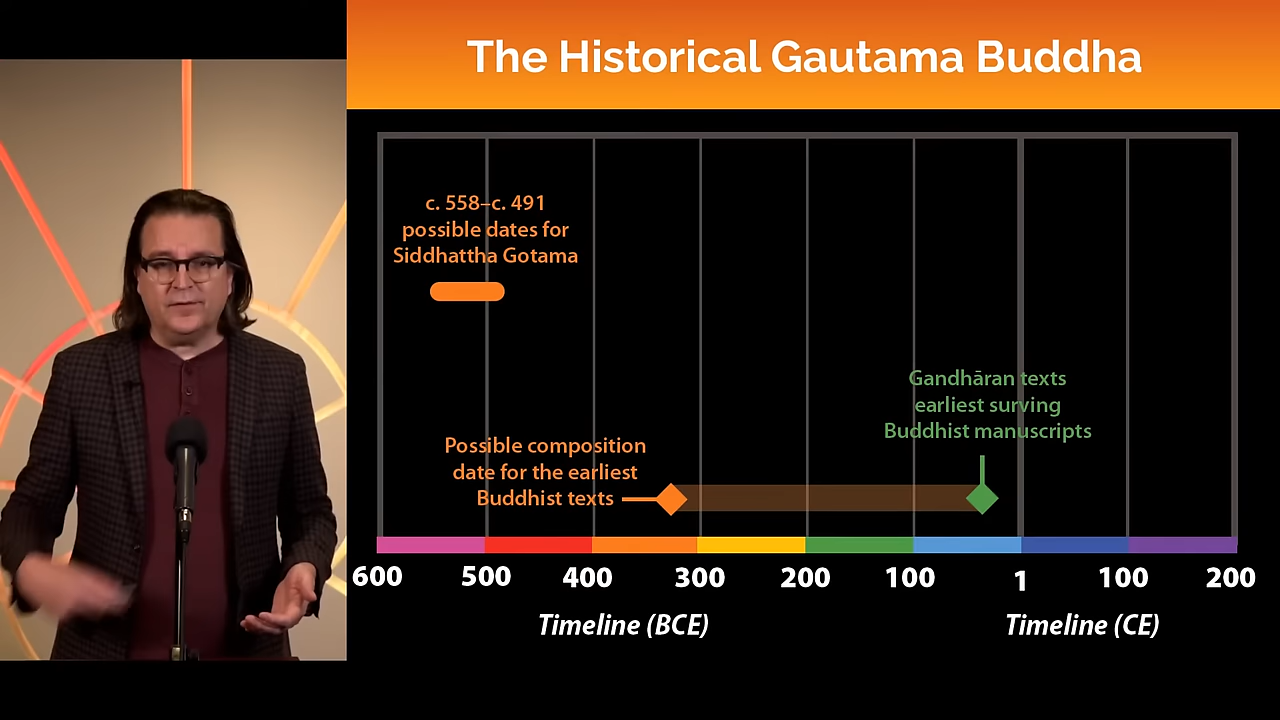 The Historical Gautama Buddha
c. 558–c. 491
possible dates for
Siddhattha Gotama
Gandhāran texts
earliest surving
Buddhist manuscripts
Possible composition
date for the earliest
Buddhist texts
600 500 400 300 200 100 1 100 200
Timeline (BCE) Timeline (CE)